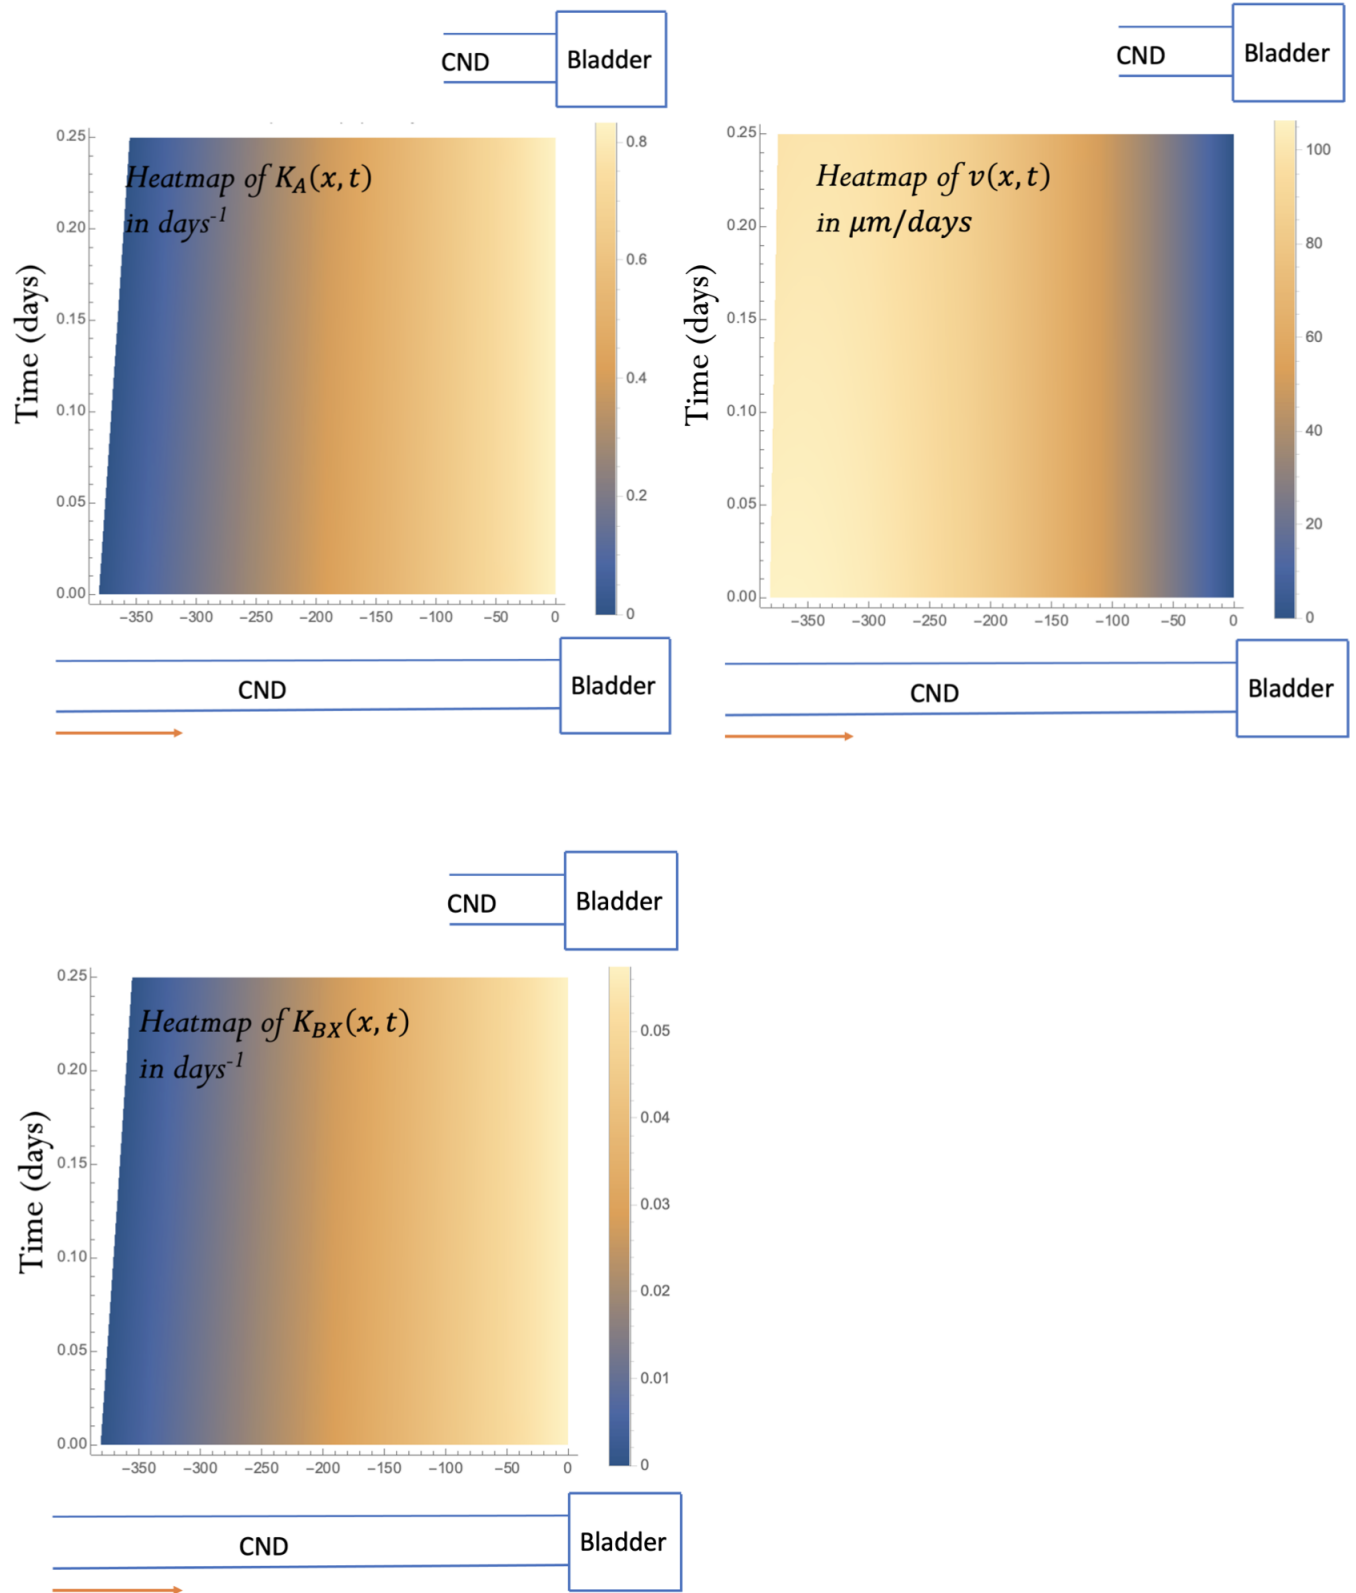 CND
Bladder
0.25
0.20
0.15
0.10
0.05
0.00
Time (days)
Heatmap of K_A(x, t)
in days⁻¹
−350 −300 −250 −200 −150 −100 −50 0
0.8
0.6
0.4
0.2
0
CND
Bladder
CND
Bladder
0.25
0.20
0.15
0.10
0.05
0.00
Time (days)
Heatmap of v(x, t)
in μm/days
−350 −300 −250 −200 −150 −100 −50 0
100
80
60
40
20
0
CND
Bladder
CND
Bladder
0.25
0.20
0.15
0.10
0.05
0.00
Time (days)
Heatmap of K_{BX}(x, t)
in days⁻¹
−350 −300 −250 −200 −150 −100 −50 0
0.05
0.04
0.03
0.02
0.01
0
CND
Bladder